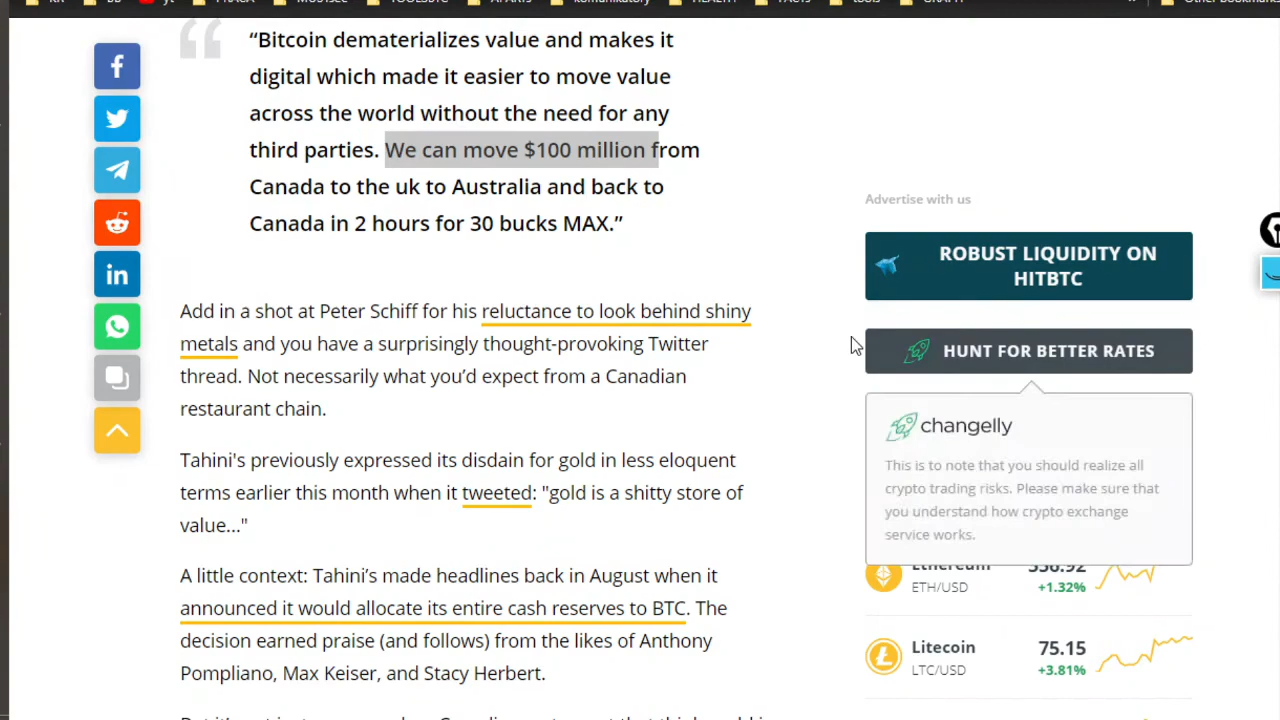 “Bitcoin dematerializes value and makes it
digital which made it easier to move value
across the world without the need for any
third parties. We can move $100 million from
Canada to the uk to Australia and back to
Canada in 2 hours for 30 bucks MAX.”
Add in a shot at Peter Schiff for his reluctance to look behind shiny
metals and you have a surprisingly thought-provoking Twitter
thread. Not necessarily what you’d expect from a Canadian
restaurant chain.
Tahini's previously expressed its disdain for gold in less eloquent
terms earlier this month when it tweeted: "gold is a shitty store of
value..."
A little context: Tahini’s made headlines back in August when it
announced it would allocate its entire cash reserves to BTC. The
decision earned praise (and follows) from the likes of Anthony
Pompliano, Max Keiser, and Stacy Herbert.
Advertise with us
ROBUST LIQUIDITY ON
HITBTC
HUNT FOR BETTER RATES
changelly
This is to note that you should realize all
crypto trading risks. Please make sure that
you understand how crypto exchange
service works.
Ethereum
ETH/USD +1.32%
Litecoin 75.15
LTC/USD +3.81%